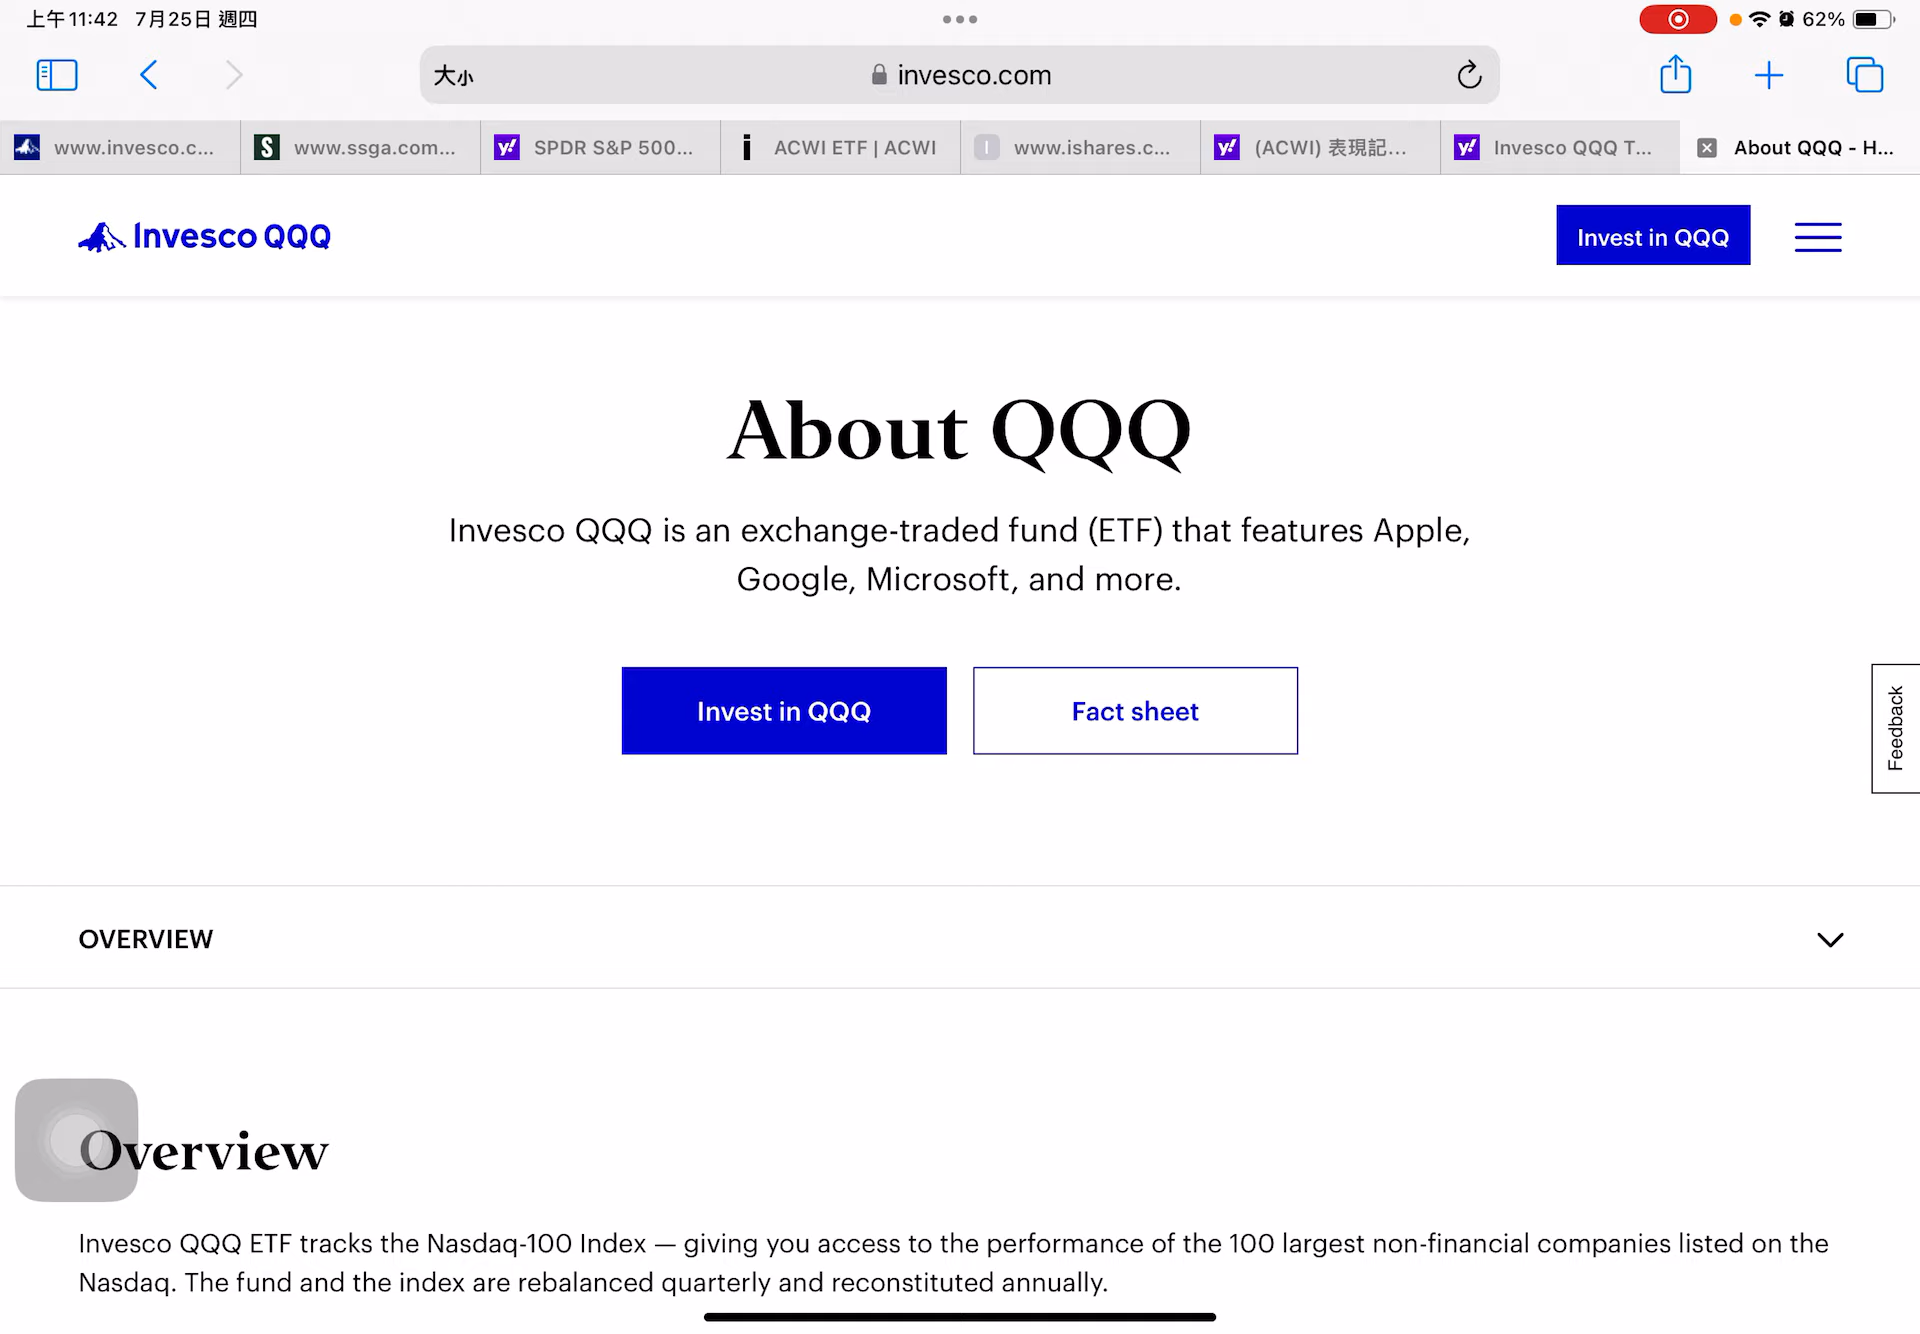 上午11:42 7月25日 週四
62%
大小
invesco.com
www.invesco.c...
www.ssga.com...
SPDR S&P 500...
ACWI ETF | ACWI
www.ishares.c...
(ACWI) 表現記...
Invesco QQQ T...
About QQQ - H...
Invesco QQQ
Invest in QQQ
About QQQ
Invesco QQQ is an exchange-traded fund (ETF) that features Apple,
Google, Microsoft, and more.
Invest in QQQ
Fact sheet
Feedback
OVERVIEW
Overview
Invesco QQQ ETF tracks the Nasdaq-100 Index — giving you access to the performance of the 100 largest non-financial companies listed on the
Nasdaq. The fund and the index are rebalanced quarterly and reconstituted annually.